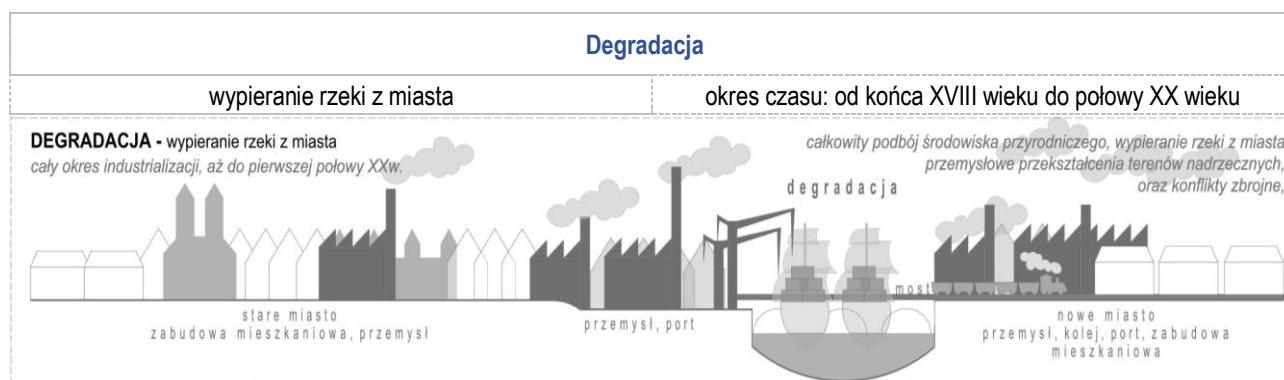 Degradacja
wypieranie rzeki z miasta
okres czasu: od końca XVIII wieku do połowy XX wieku
DEGRADACJA - wypieranie rzeki z miasta
cały okres industrializacji, aż do pierwszej połowy XXw.
całkowity podbój środowiska przyrodniczego, wypieranie rzeki z miasta
przemysłowe przekształcenia terenów nadrzecznych,
oraz konflikty zbrojne,
degradacja
most
stare miasto
zabudowa mieszkaniowa, przemysł
przemysł, port
nowe miasto
przemysł, kolej, port, zabudowa
mieszkaniowa